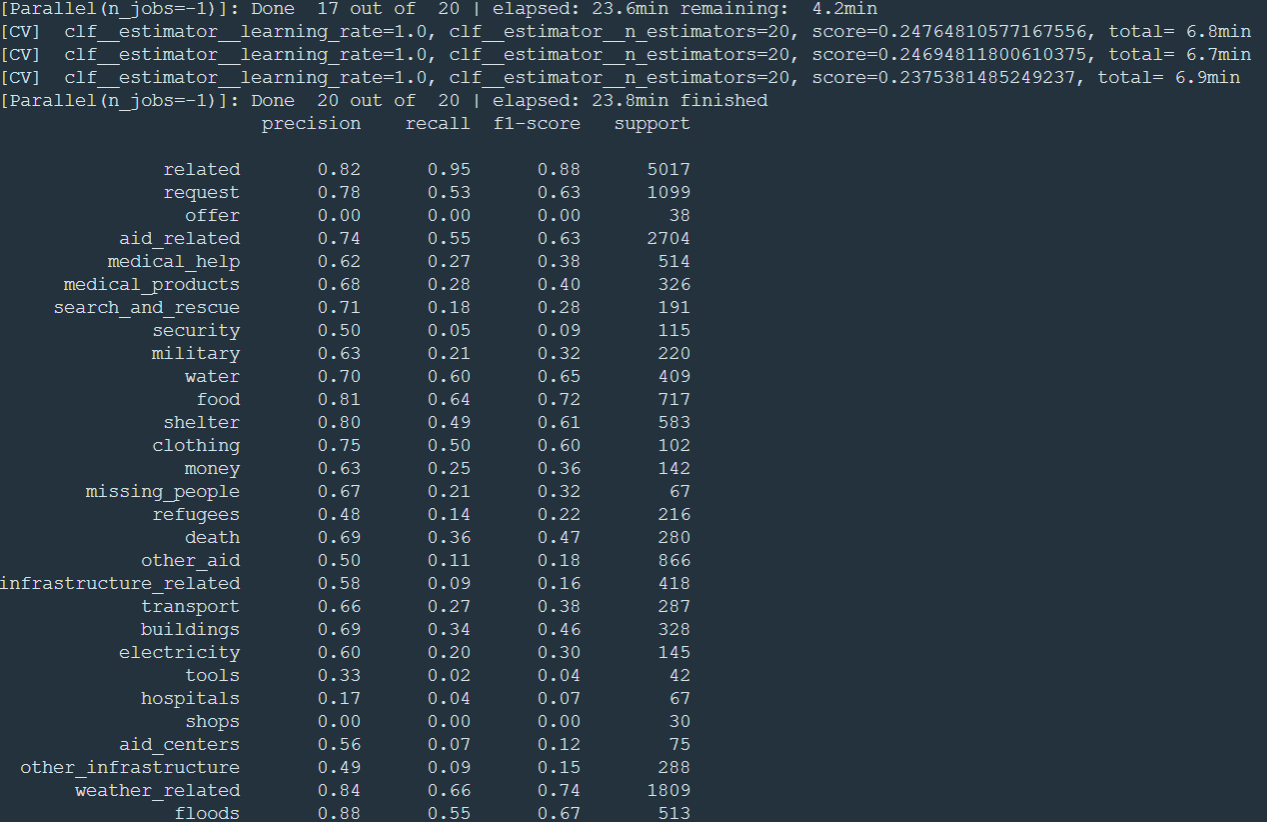 [Parallel(n_jobs=-1)]: Done  17 out of  20 | elapsed: 23.6min remaining:  4.2min
[CV]  clf__estimator__learning_rate=1.0, clf__estimator__n_estimators=20, score=0.24764810577167556, total= 6.8min
[CV]  clf__estimator__learning_rate=1.0, clf__estimator__n_estimators=20, score=0.24694811800610375, total= 6.7min
[CV]  clf__estimator__learning_rate=1.0, clf__estimator__n_estimators=20, score=0.2375381485249237, total= 6.9min
[Parallel(n_jobs=-1)]: Done  20 out of  20 | elapsed: 23.8min finished
precision    recall  f1-score   support
related       0.82      0.95      0.88      5017
request       0.78      0.53      0.63      1099
offer       0.00      0.00      0.00        38
aid_related       0.74      0.55      0.63      2704
medical_help       0.62      0.27      0.38       514
medical_products       0.68      0.28      0.40       326
search_and_rescue       0.71      0.18      0.28       191
security       0.50      0.05      0.09       115
military       0.63      0.21      0.32       220
water       0.70      0.60      0.65       409
food       0.81      0.64      0.72       717
shelter       0.80      0.49      0.61       583
clothing       0.75      0.50      0.60       102
money       0.63      0.25      0.36       142
missing_people       0.67      0.21      0.32        67
refugees       0.48      0.14      0.22       216
death       0.69      0.36      0.47       280
other_aid       0.50      0.11      0.18       866
infrastructure_related       0.58      0.09      0.16       418
transport       0.66      0.27      0.38       287
buildings       0.69      0.34      0.46       328
electricity       0.60      0.20      0.30       145
tools       0.33      0.02      0.04        42
hospitals       0.17      0.04      0.07        67
shops       0.00      0.00      0.00        30
aid_centers       0.56      0.07      0.12        75
other_infrastructure       0.49      0.09      0.15       288
weather_related       0.84      0.66      0.74      1809
floods       0.88      0.55      0.67       513